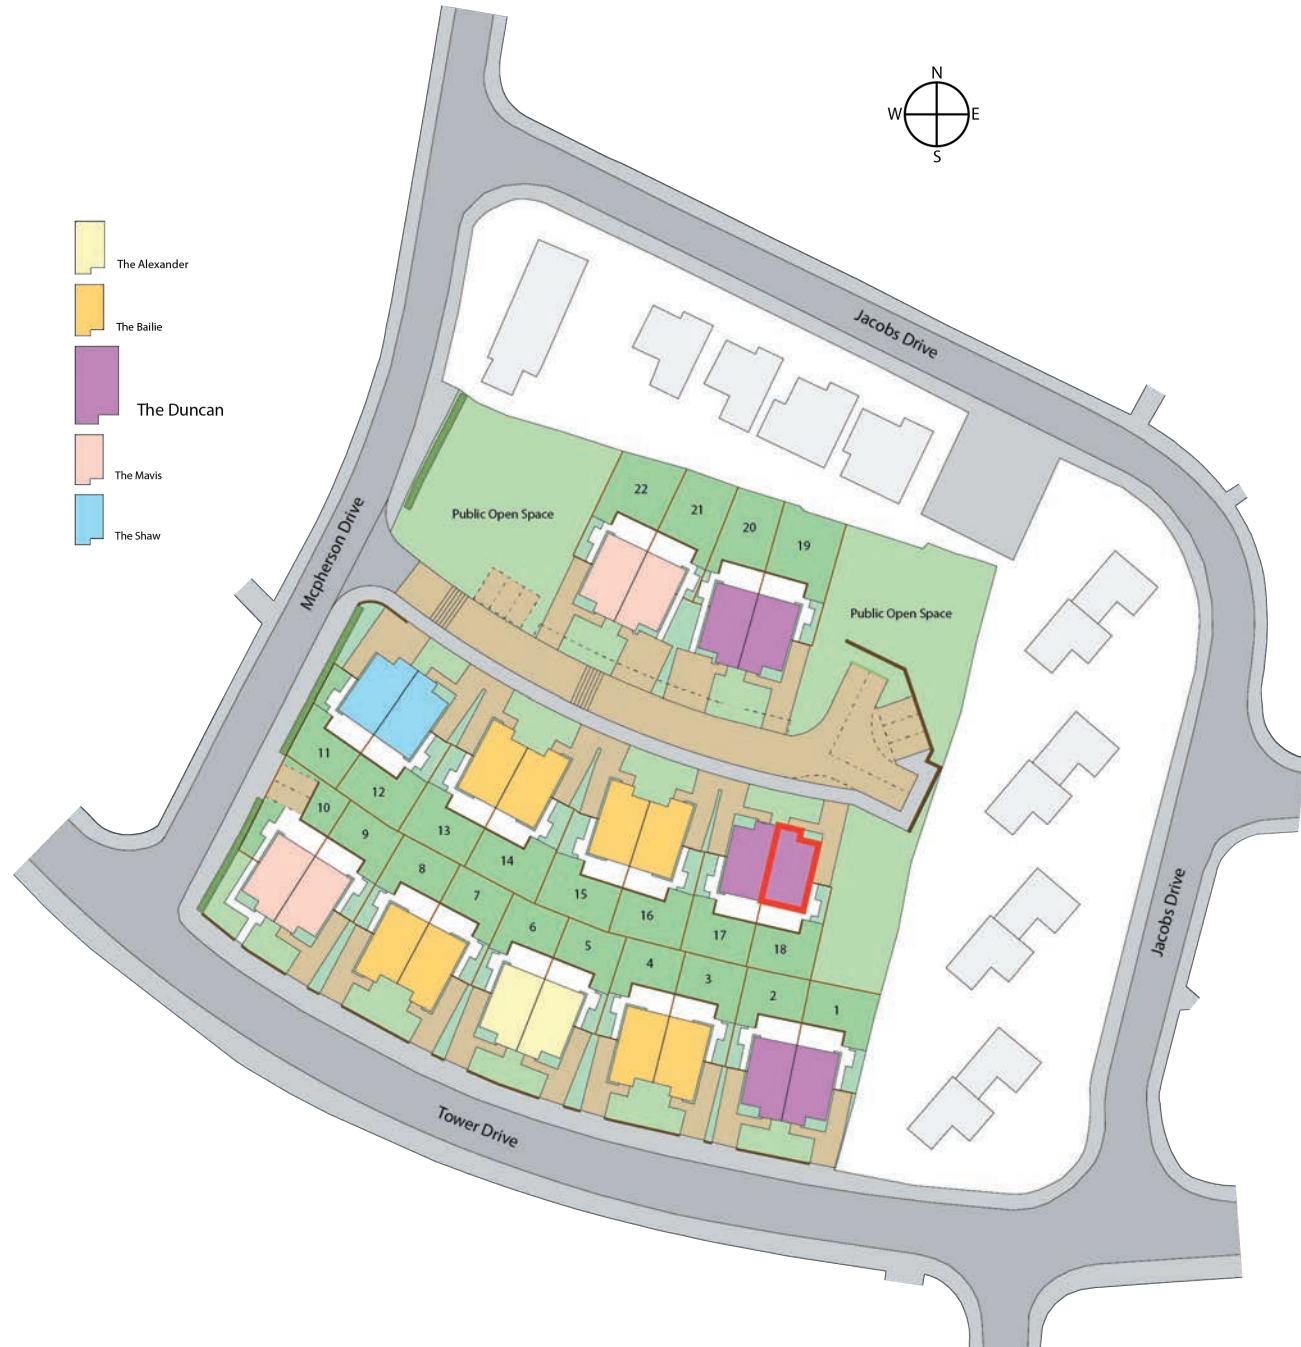 N
W
E
S
The Alexander
The Bailie
The Duncan
The Mavis
The Shaw
Jacobs Drive
Mcpherson Drive
Public Open Space
22
21
20
19
Public Open Space
11
12
13
14
15
16
17
18
10
9
8
7
6
5
4
3
2
1
Jacobs Drive
Tower Drive